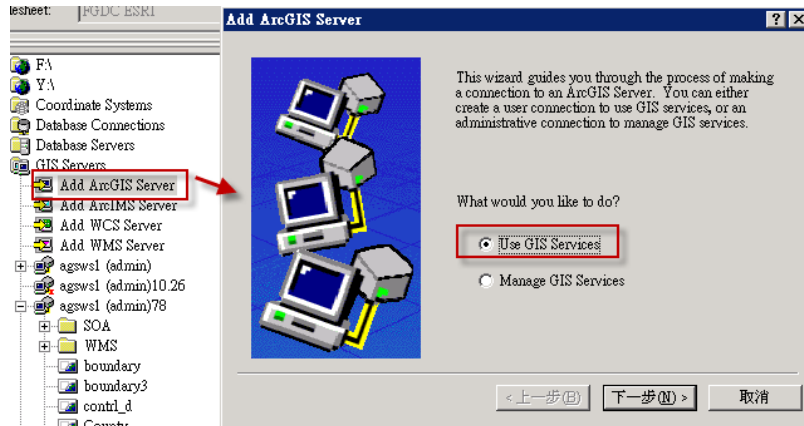 lesheet:
FGDC ESRI
F:\
Y:\
Coordinate Systems
Database Connections
Database Servers
GIS Servers
Add ArcGIS Server
Add ArcIMS Server
Add WCS Server
Add WMS Server
agsws1 (admin)
agsws1 (admin)10.26
agsws1 (admin)78
SOA
WMS
boundary
boundary3
contrl_d
County
Add ArcGIS Server
This wizard guides you through the process of making
a connection to an ArcGIS Server. You can either
create a user connection to use GIS services, or an
administrative connection to manage GIS services.
What would you like to do?
Use GIS Services
Manage GIS Services
<上一步(B)
下一步(N) >
取消